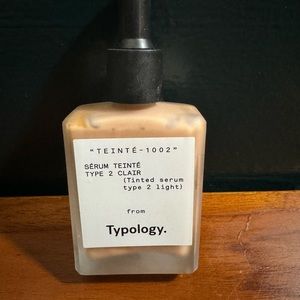 "TEINTÉ-1002"
SÉRUM TEINTÉ
TYPE 2 CLAIR
(Tinted serum
type 2 light)
from
Typology.